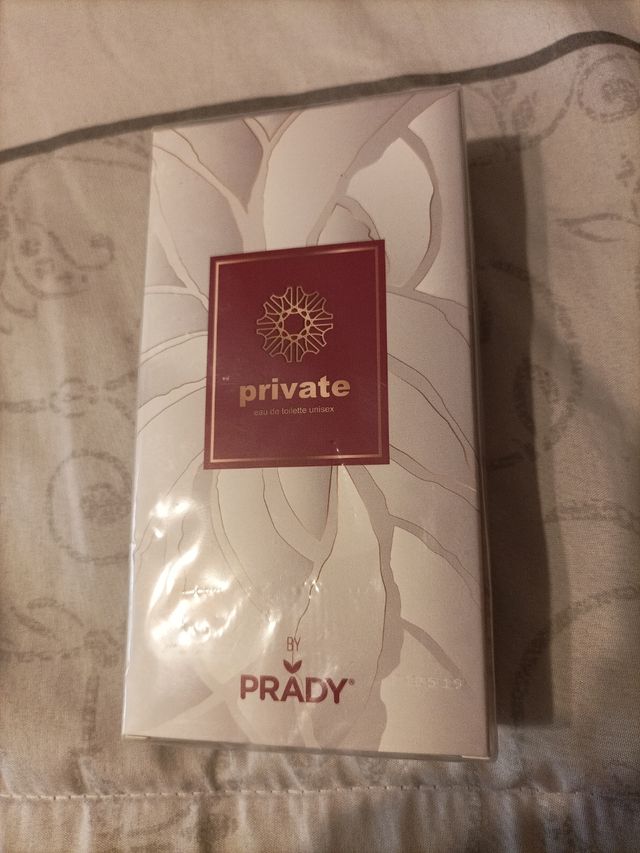 private
eau de toilette unisex
BY
PRADY®